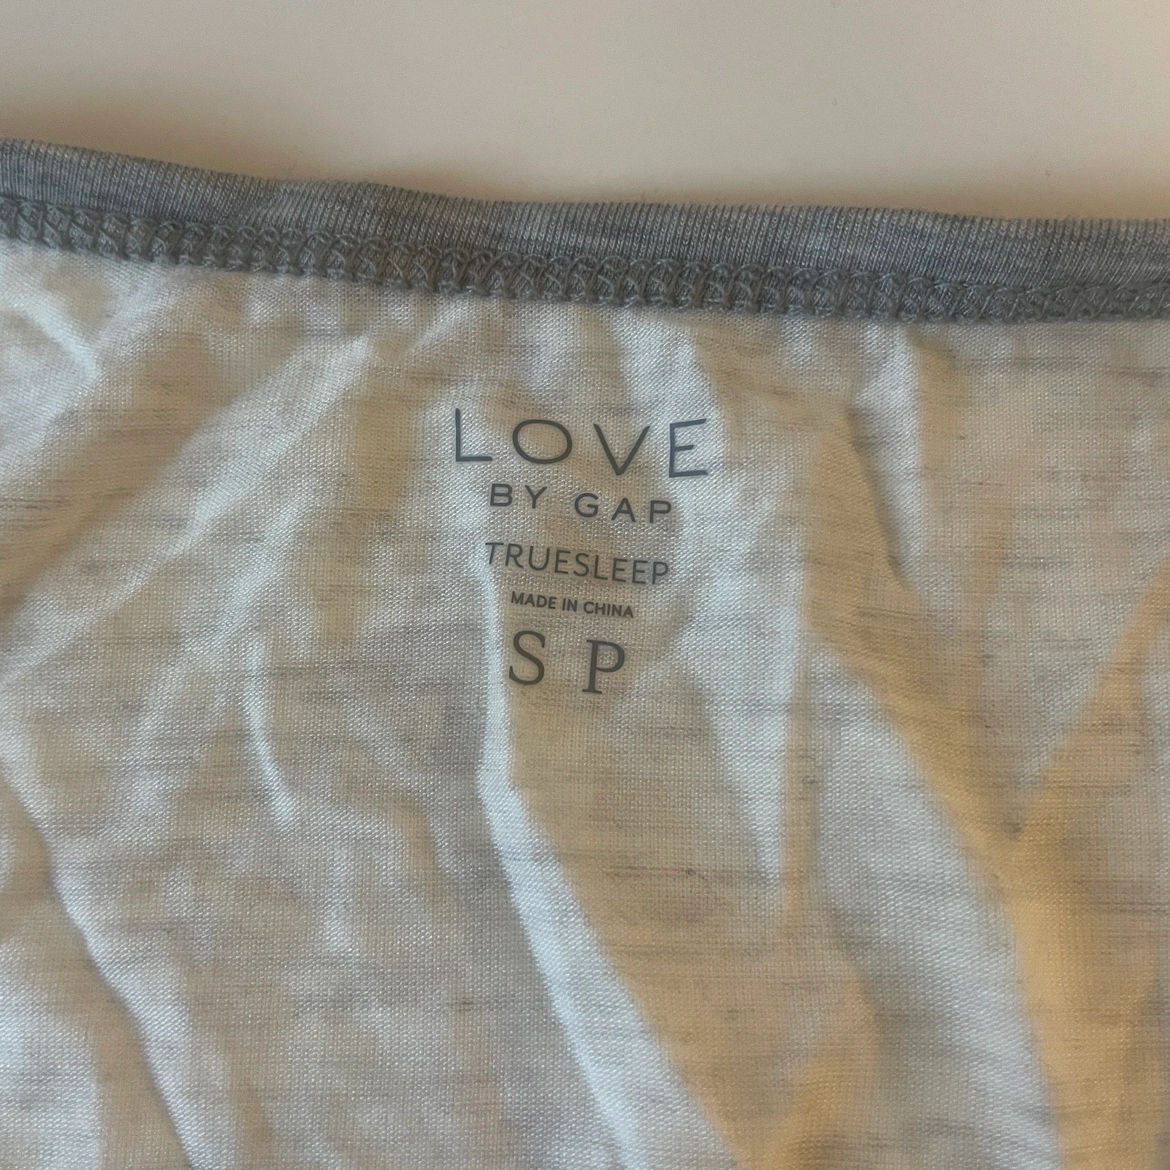 LOVE
BY GAP
TRUESLEEP
MADE IN CHINA
S P